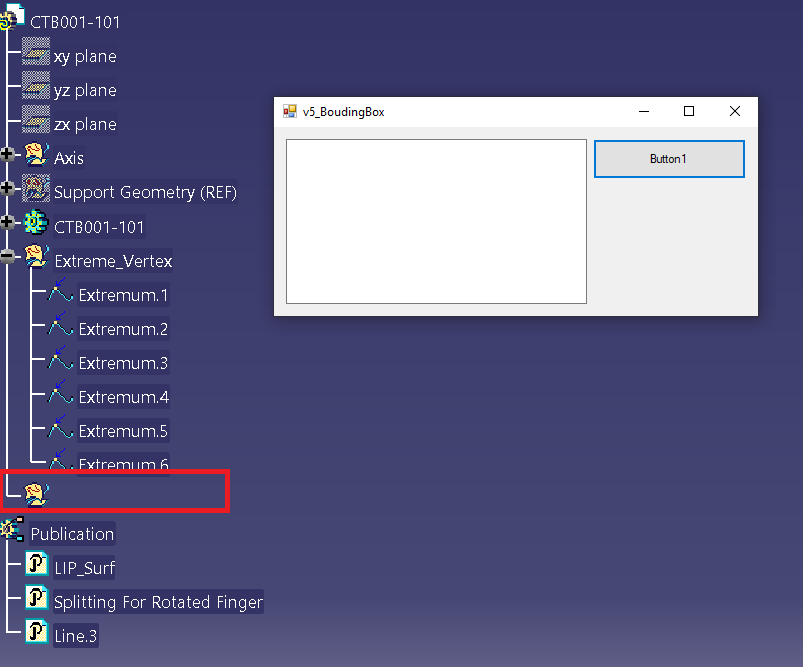 CTB001-101
xy plane
yz plane
zx plane
Axis
Support Geometry (REF)
CTB001-101
Extreme_Vertex
Extremum.1
Extremum.2
Extremum.3
Extremum.4
Extremum.5
Extremum.6
Publication
LIP_Surf
Splitting For Rotated Finger
Line.3
v5_BoudingBox
Button1